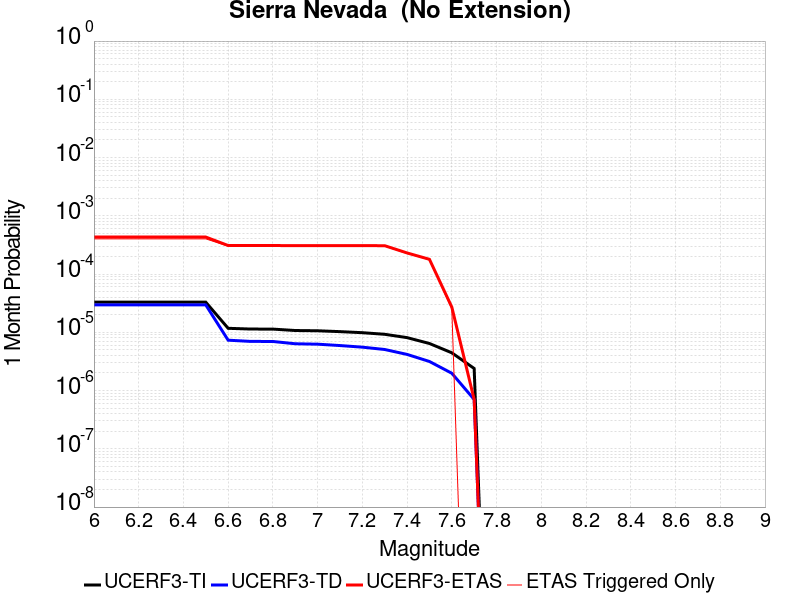 Sierra Nevada  (No Extension)
10^0
10^-1
10^-2
10^-3
10^-4
10^-5
10^-6
10^-7
10^-8
1 Month Probability
6 6.2 6.4 6.6 6.8 7 7.2 7.4 7.6 7.8 8 8.2 8.4 8.6 8.8 9
Magnitude
UCERF3-TI UCERF3-TD UCERF3-ETAS ETAS Triggered Only